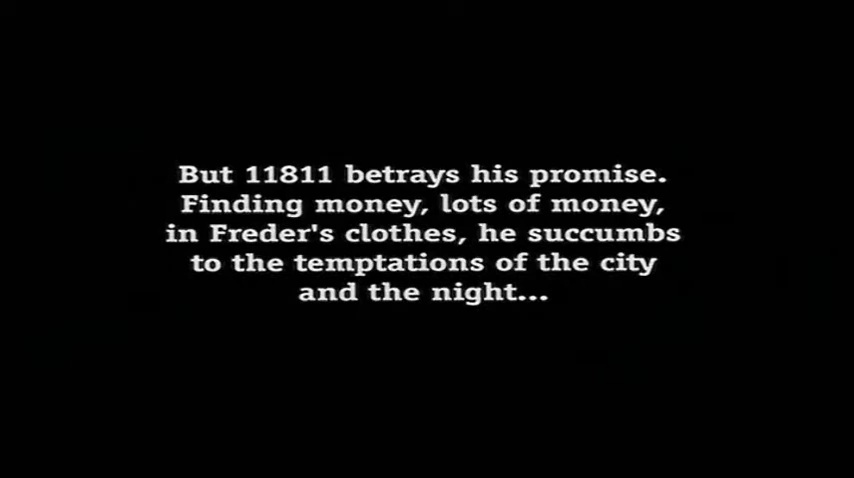 But 11811 betrays his promise.
Finding money, lots of money,
in Freder's clothes, he succumbs
to the temptations of the city
and the night...